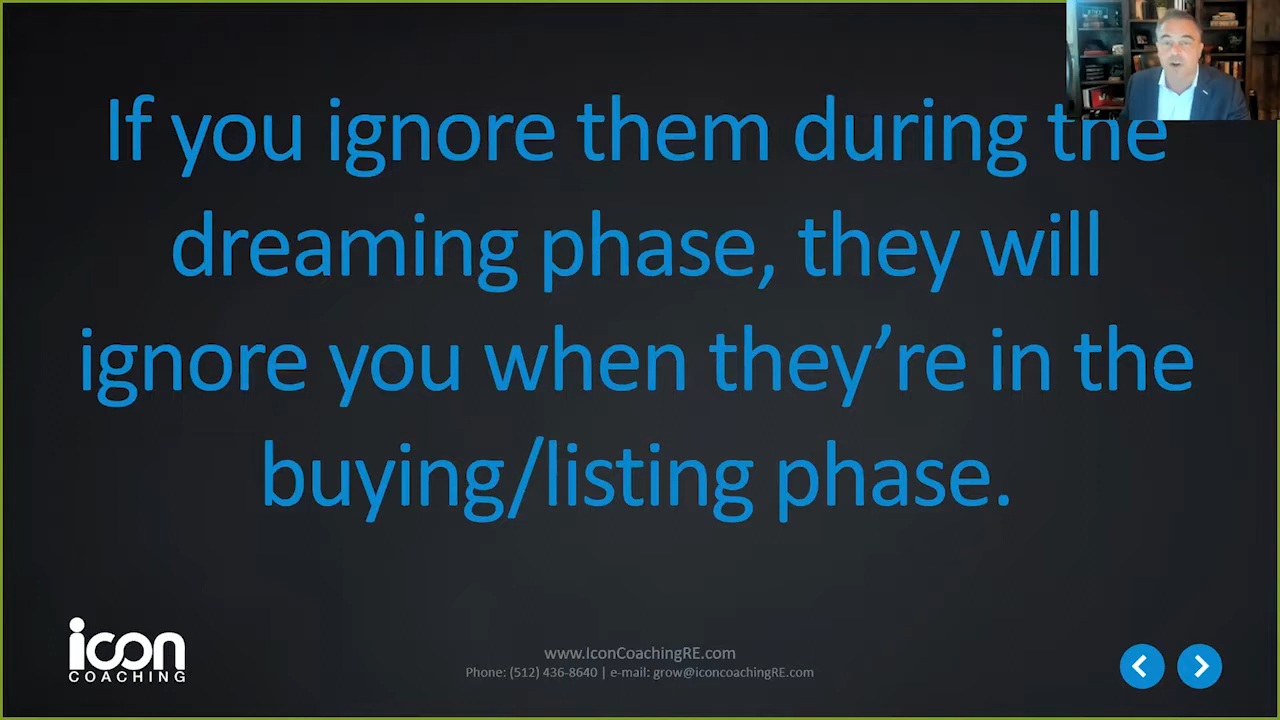 If you ignore them during the
dreaming phase, they will
ignore you when they’re in the
buying/listing phase.
icon
COACHING
www.IconCoachingRE.com
Phone: (512) 436-8640 | e-mail: grow@iconcoachingRE.com